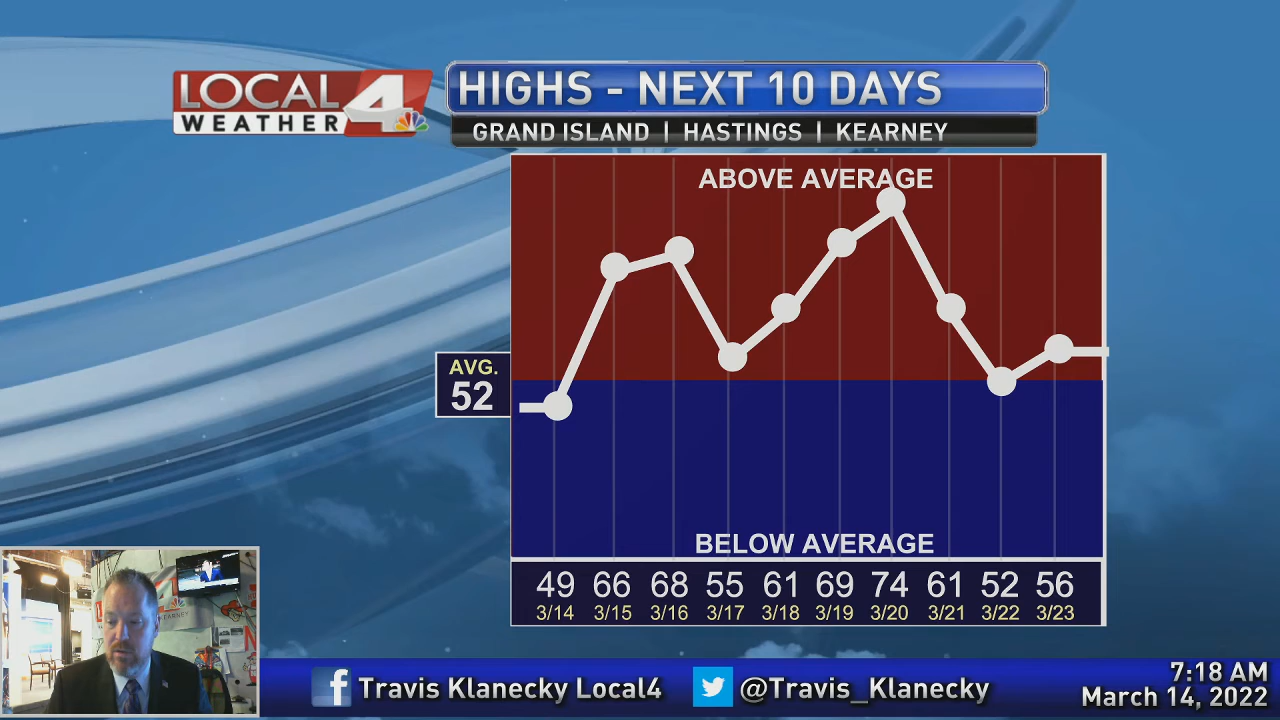 LOCAL 4
WEATHER
HIGHS - NEXT 10 DAYS
GRAND ISLAND | HASTINGS | KEARNEY
ABOVE AVERAGE
AVG.
52
BELOW AVERAGE
49 66 68 55 61 69 74 61 52 56
3/14 3/15 3/16 3/17 3/18 3/19 3/20 3/21 3/22 3/23
Travis Klanecky Local4
@Travis_Klanecky
7:18 AM
March 14, 2022